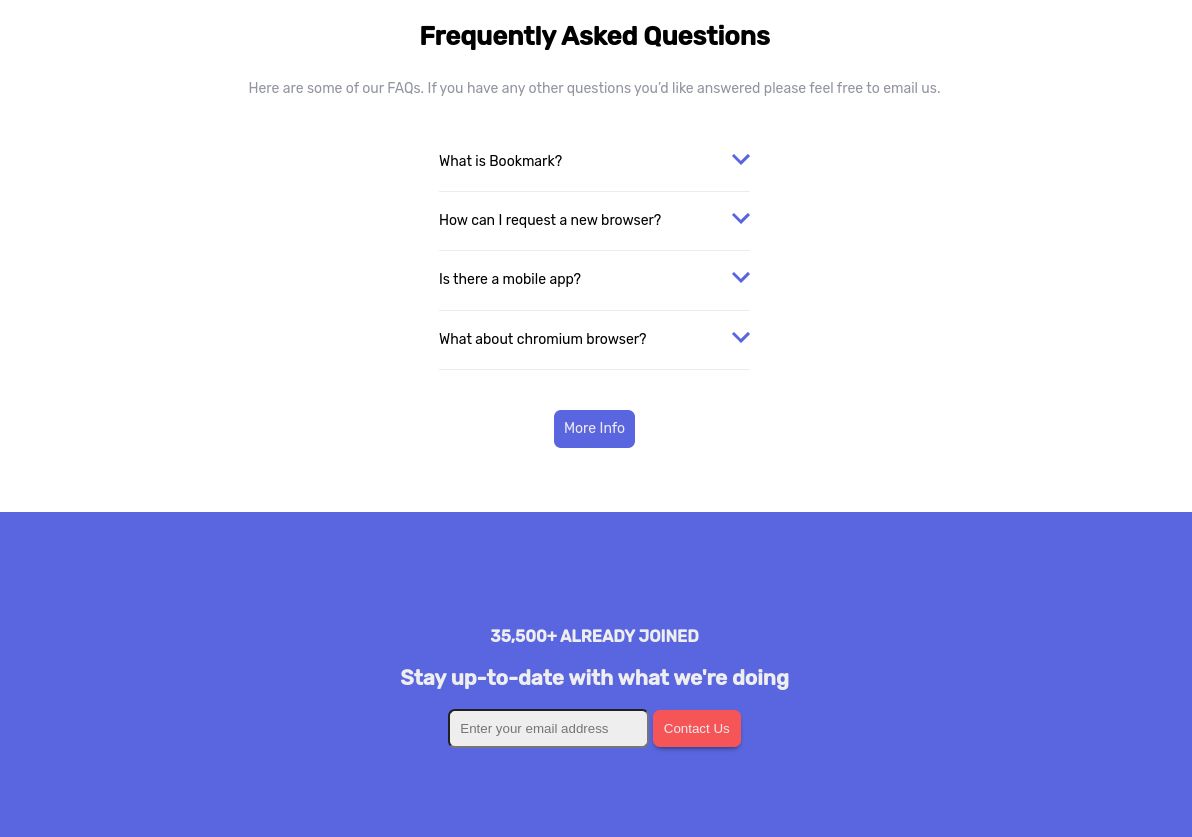 Frequently Asked Questions
Here are some of our FAQs. If you have any other questions you’d like answered please feel free to email us.
What is Bookmark?
How can I request a new browser?
Is there a mobile app?
What about chromium browser?
More Info
35,500+ ALREADY JOINED
Stay up-to-date with what we're doing
Enter your email address
Contact Us